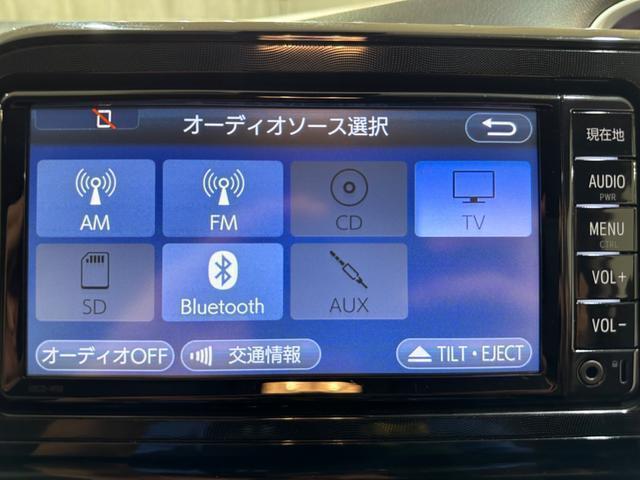 オーディオソース選択
現在地
AM
FM
CD
TV
AUDIO
PWR
MENU
CTRL
SD
Bluetooth
AUX
VOL+
VOL-
オーディオOFF
交通情報
TILT・EJECT